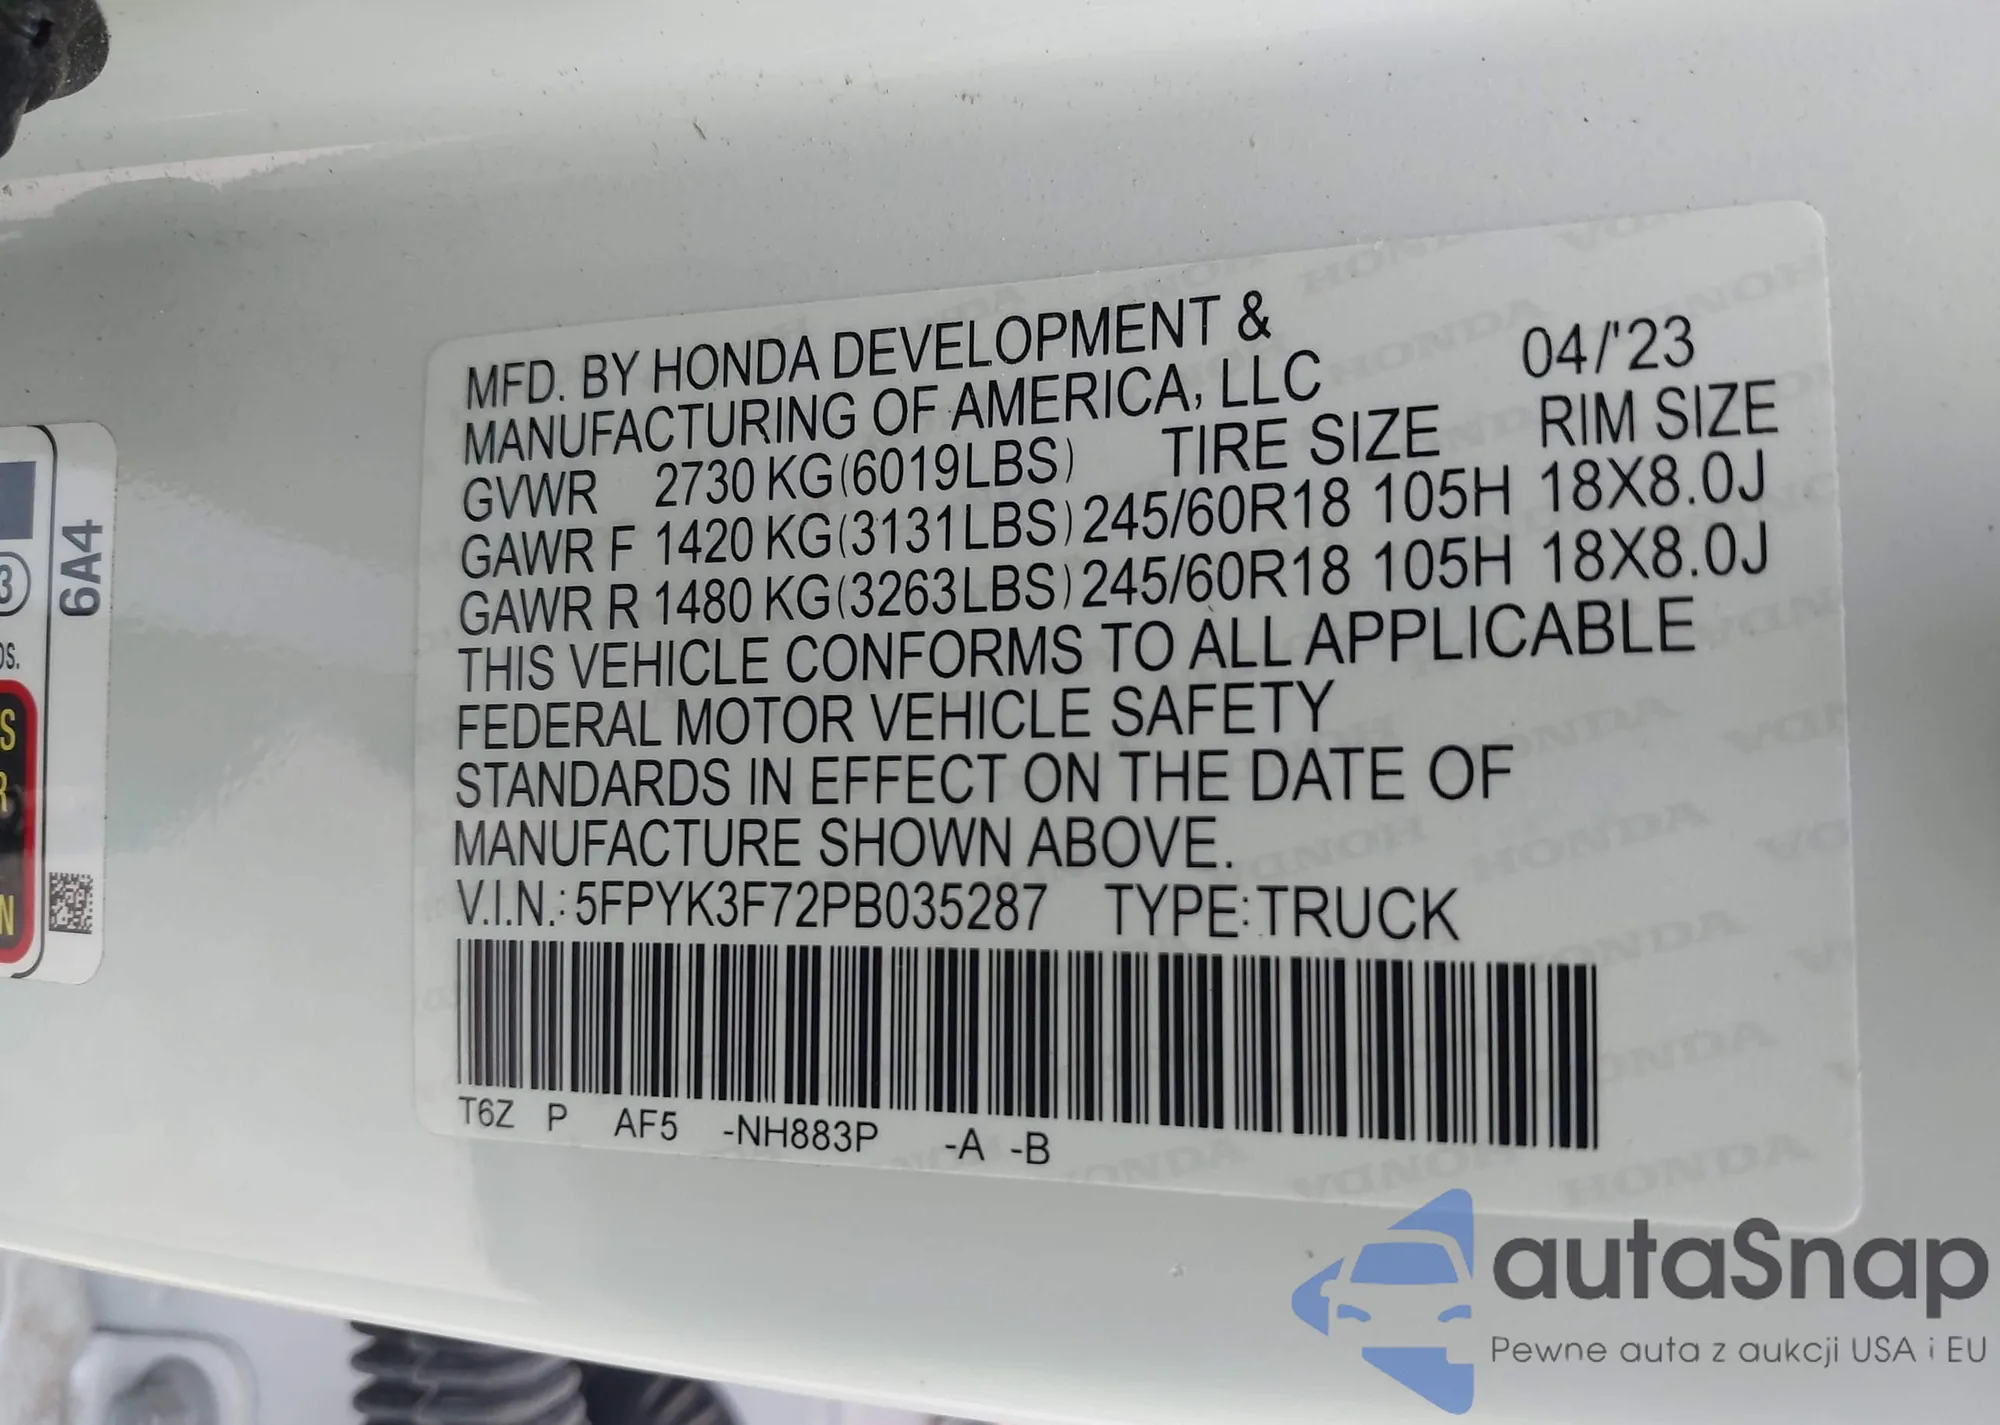 MFD. BY HONDA DEVELOPMENT &
MANUFACTURING OF AMERICA, LLC 04/'23
GVWR 2730 KG(6019LBS) TIRE SIZE RIM SIZE
GAWR F 1420 KG(3131LBS) 245/60R18 105H 18X8.0J
GAWR R 1480 KG(3263LBS) 245/60R18 105H 18X8.0J
THIS VEHICLE CONFORMS TO ALL APPLICABLE
FEDERAL MOTOR VEHICLE SAFETY
STANDARDS IN EFFECT ON THE DATE OF
MANUFACTURE SHOWN ABOVE.
V.I.N.: 5FPYK3F72PB035287 TYPE:TRUCK
T6Z P AF5 -NH883P -A -B
6A4
autaSnap
Pewne auta z aukcji USA i EU